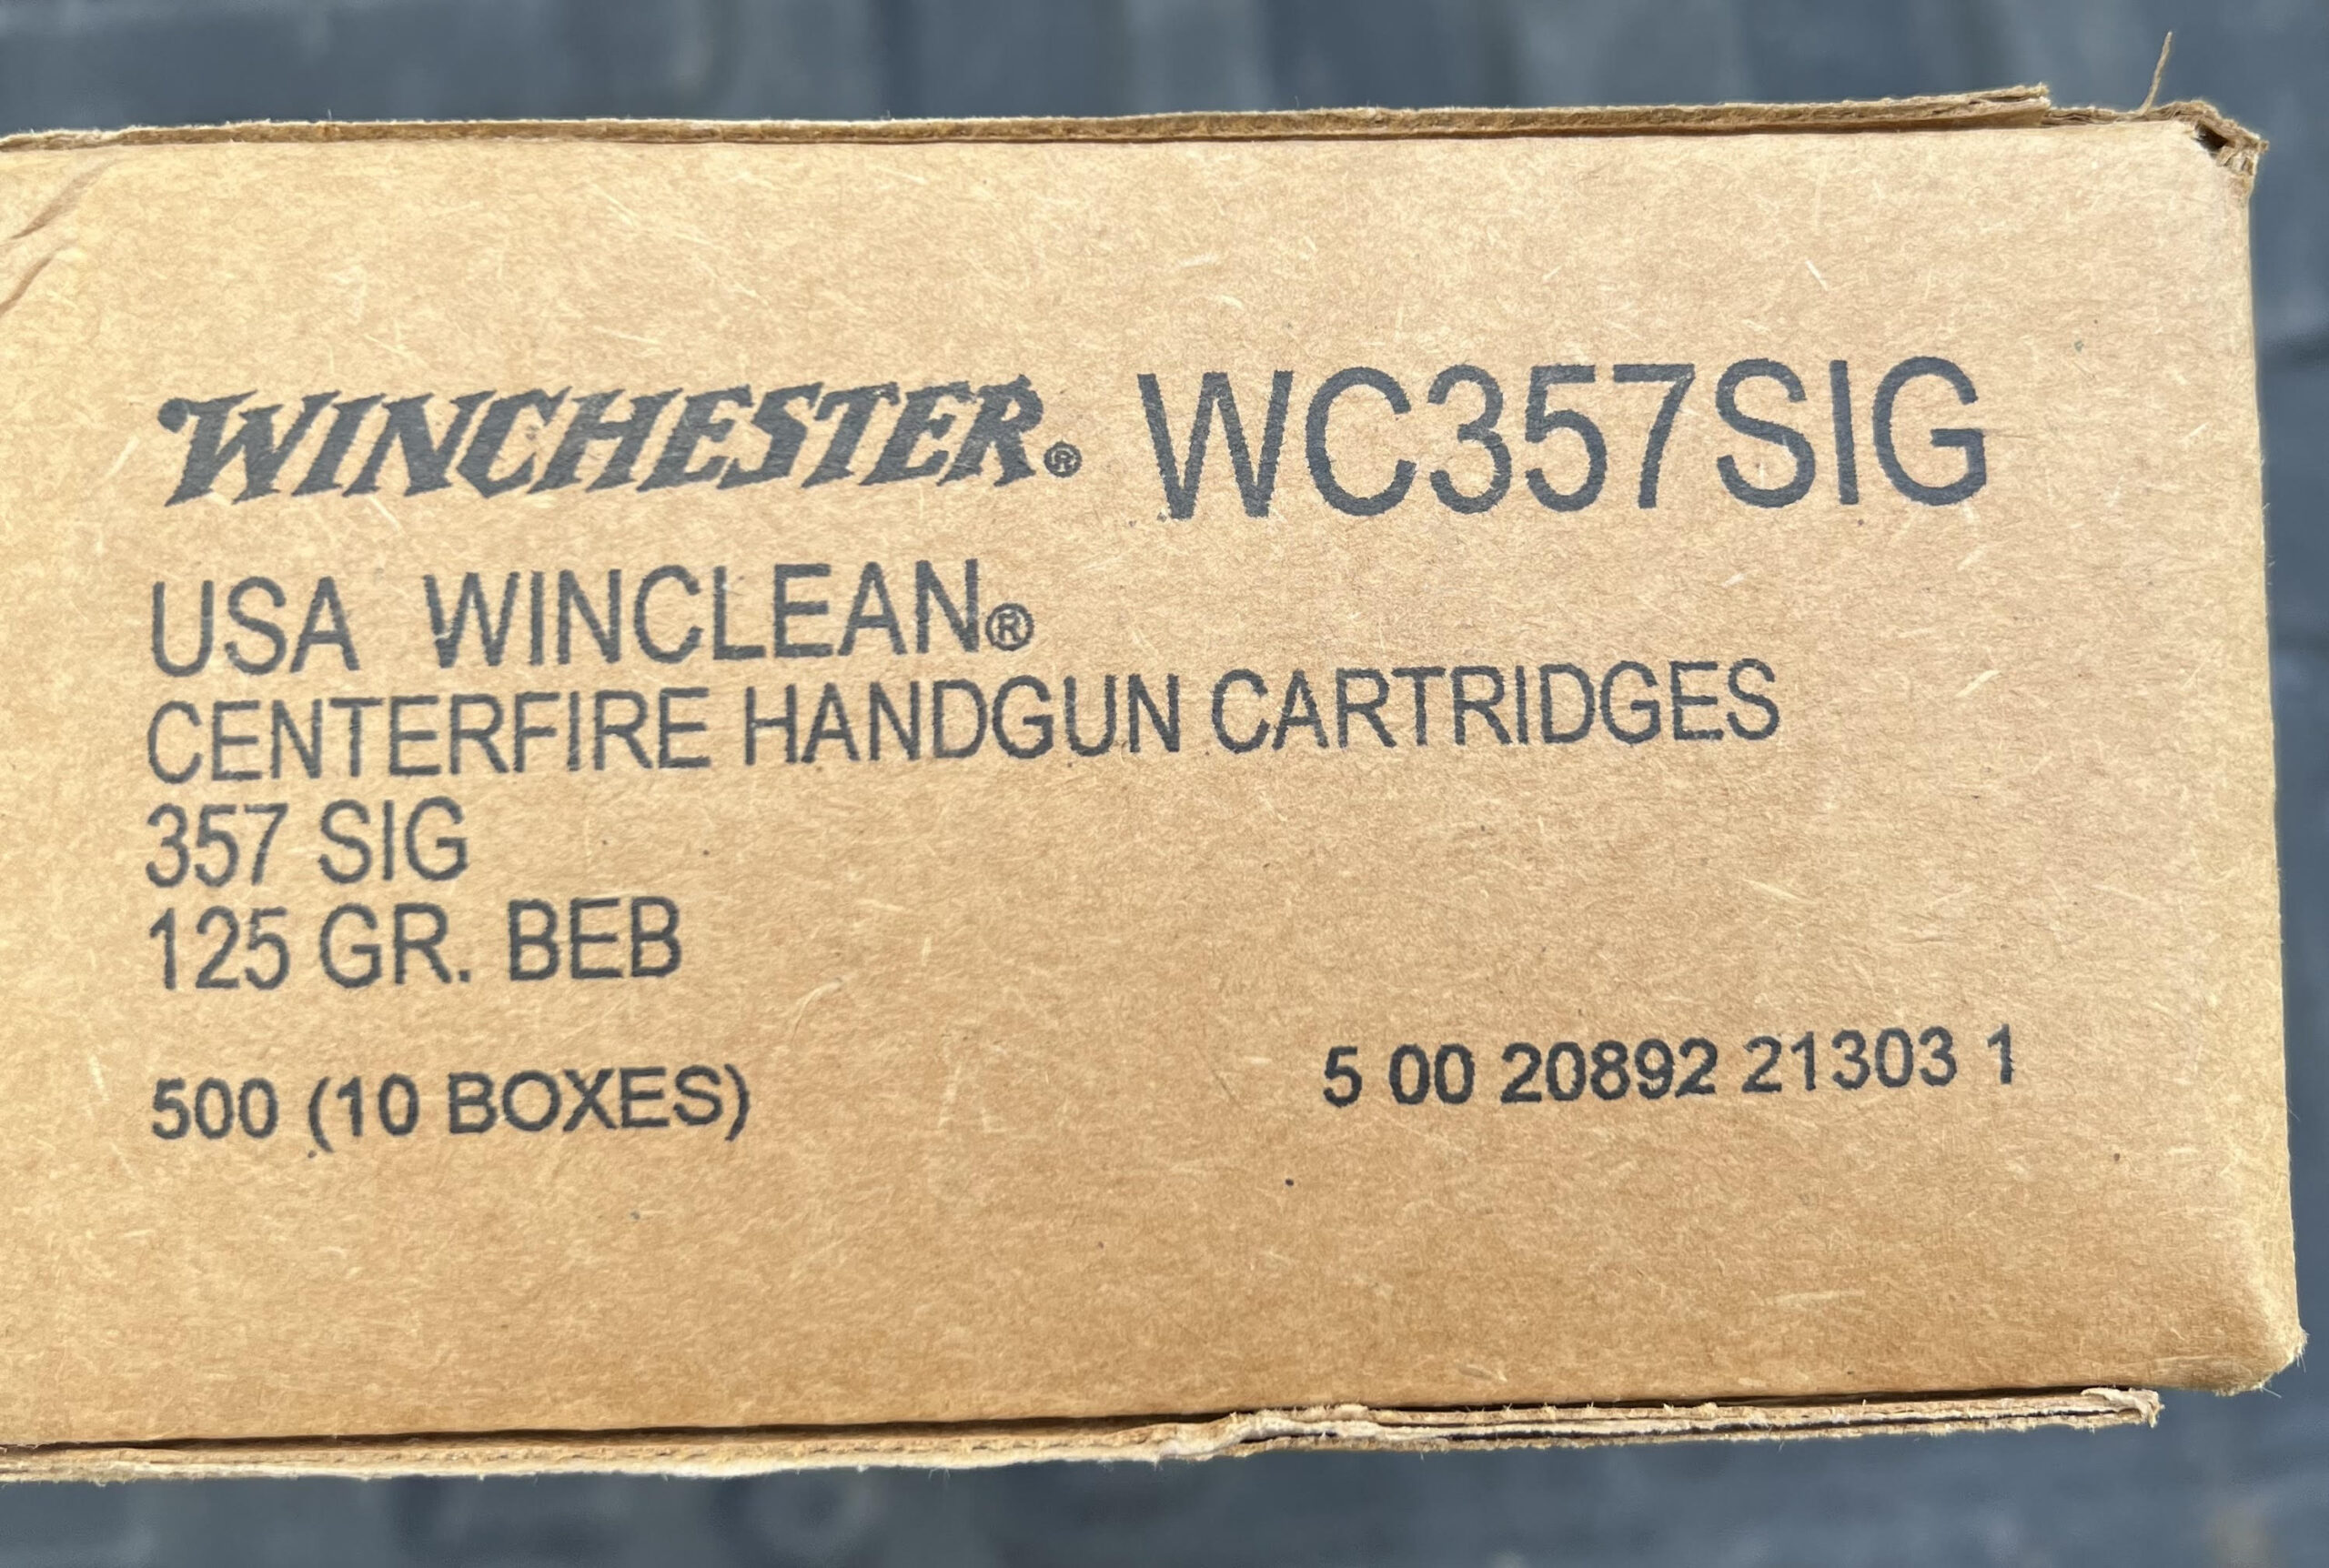 WINCHESTER® WC357SIG
USA WINCLEAN®
CENTERFIRE HANDGUN CARTRIDGES
357 SIG
125 GR. BEB
500 (10 BOXES) 5 00 20892 21303 1